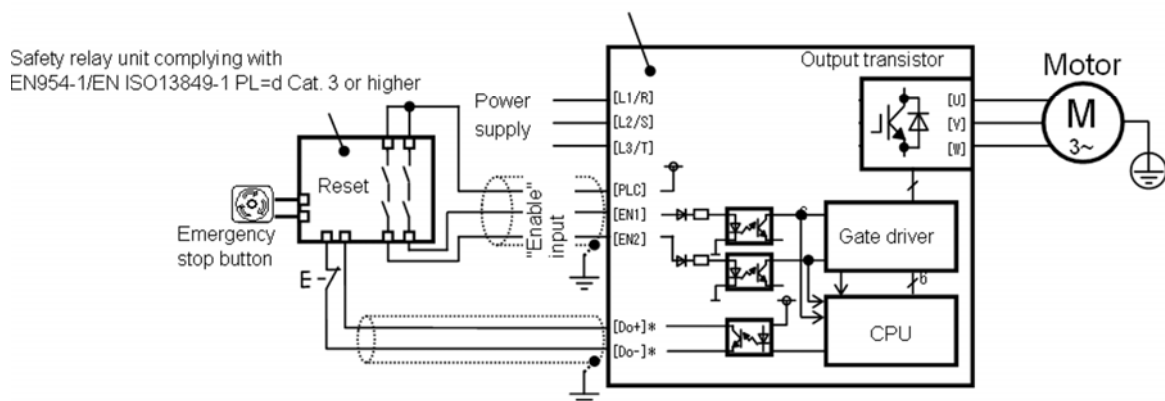 Safety relay unit complying with
EN954-1/EN ISO13849-1 PL=d Cat. 3 or higher
Output transistor
Motor
Power
supply
[L1/R]
[L2/S]
[L3/T]
[U]
[V]
[W]
M
3~
Reset
"Enable"
input
[PLC]
[EN1]
[EN2]
Emergency
stop button
Gate driver
6
6
E
[Do+]*
[Do-]*
CPU